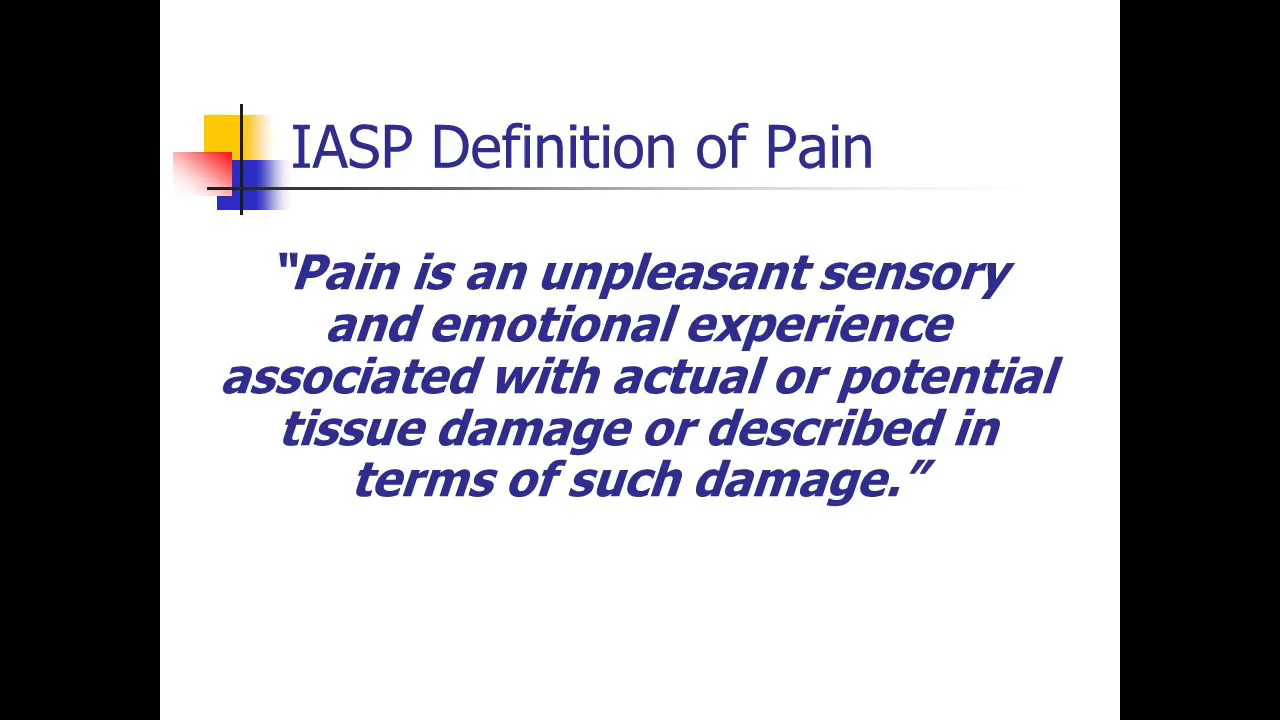 IASP Definition of Pain
“Pain is an unpleasant sensory
and emotional experience
associated with actual or potential
tissue damage or described in
terms of such damage.”